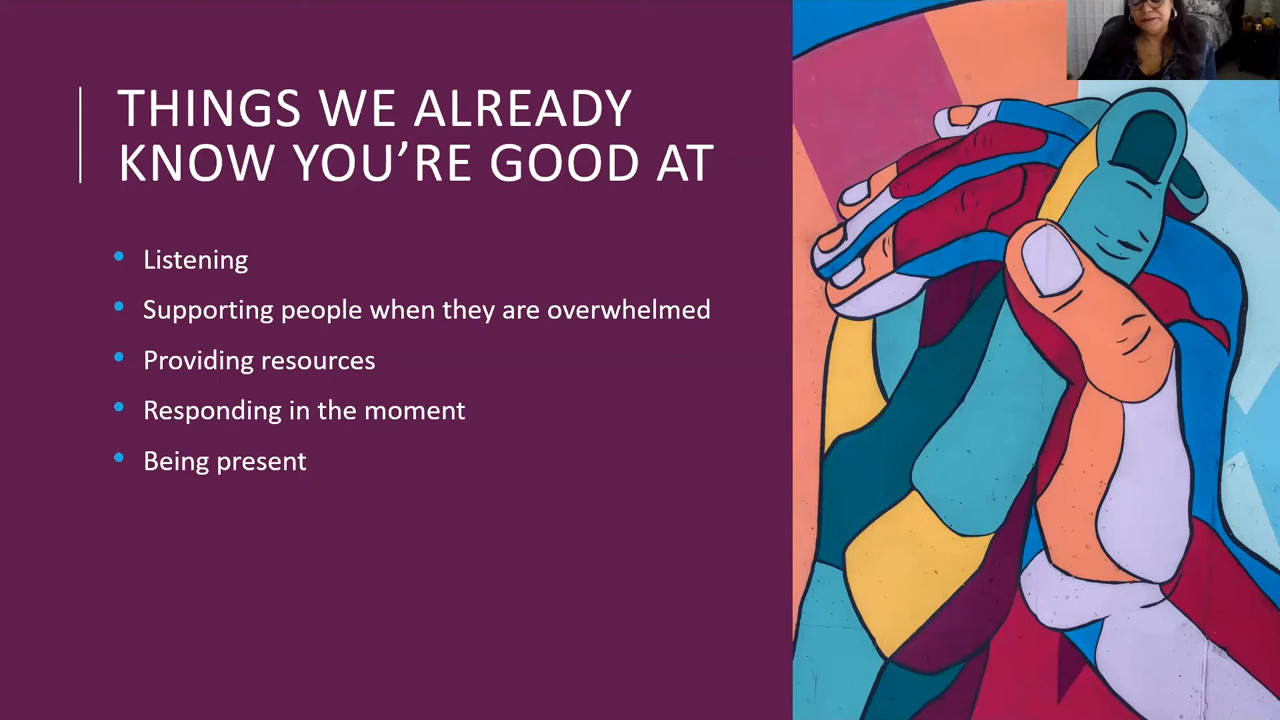 THINGS WE ALREADY
KNOW YOU’RE GOOD AT
• Listening
• Supporting people when they are overwhelmed
• Providing resources
• Responding in the moment
• Being present